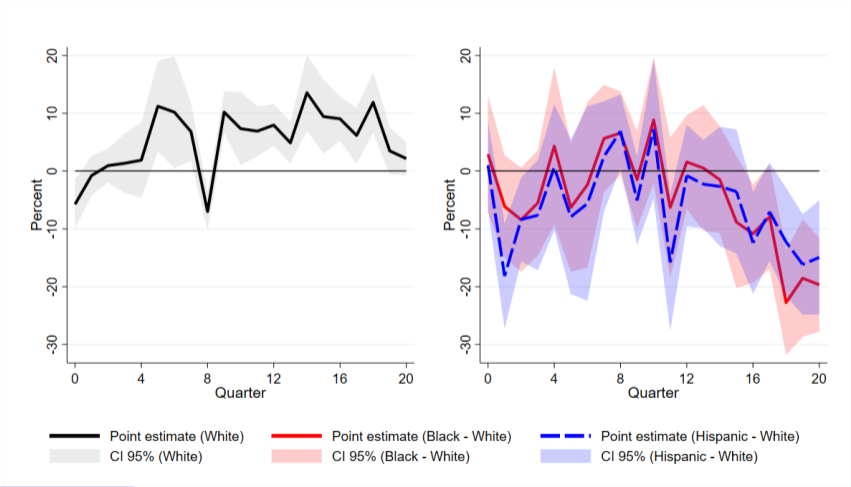 20
10
0
-10
-20
-30
Percent
0 4 8 12 16 20
Quarter
20
10
0
-10
-20
-30
Percent
0 4 8 12 16 20
Quarter
Point estimate (White) Point estimate (Black - White) Point estimate (Hispanic - White)
CI 95% (White) CI 95% (Black - White) CI 95% (Hispanic - White)